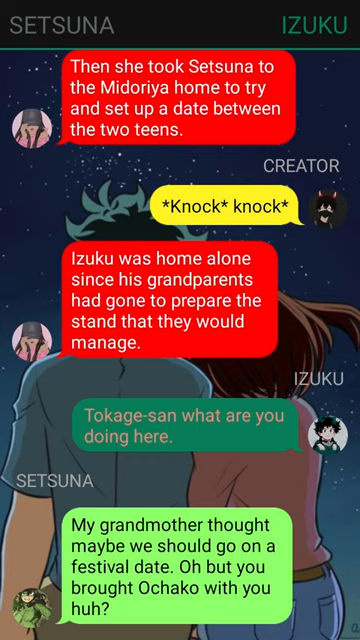 SETSUNA
IZUKU
Then she took Setsuna to
the Midoriya home to try
and set up a date between
the two teens.
CREATOR
*Knock* knock*
Izuku was home alone
since his grandparents
had gone to prepare the
stand that they would
manage.
IZUKU
Tokage-san what are you
doing here.
SETSUNA
My grandmother thought
maybe we should go on a
festival date. Oh but you
brought Ochako with you
huh?